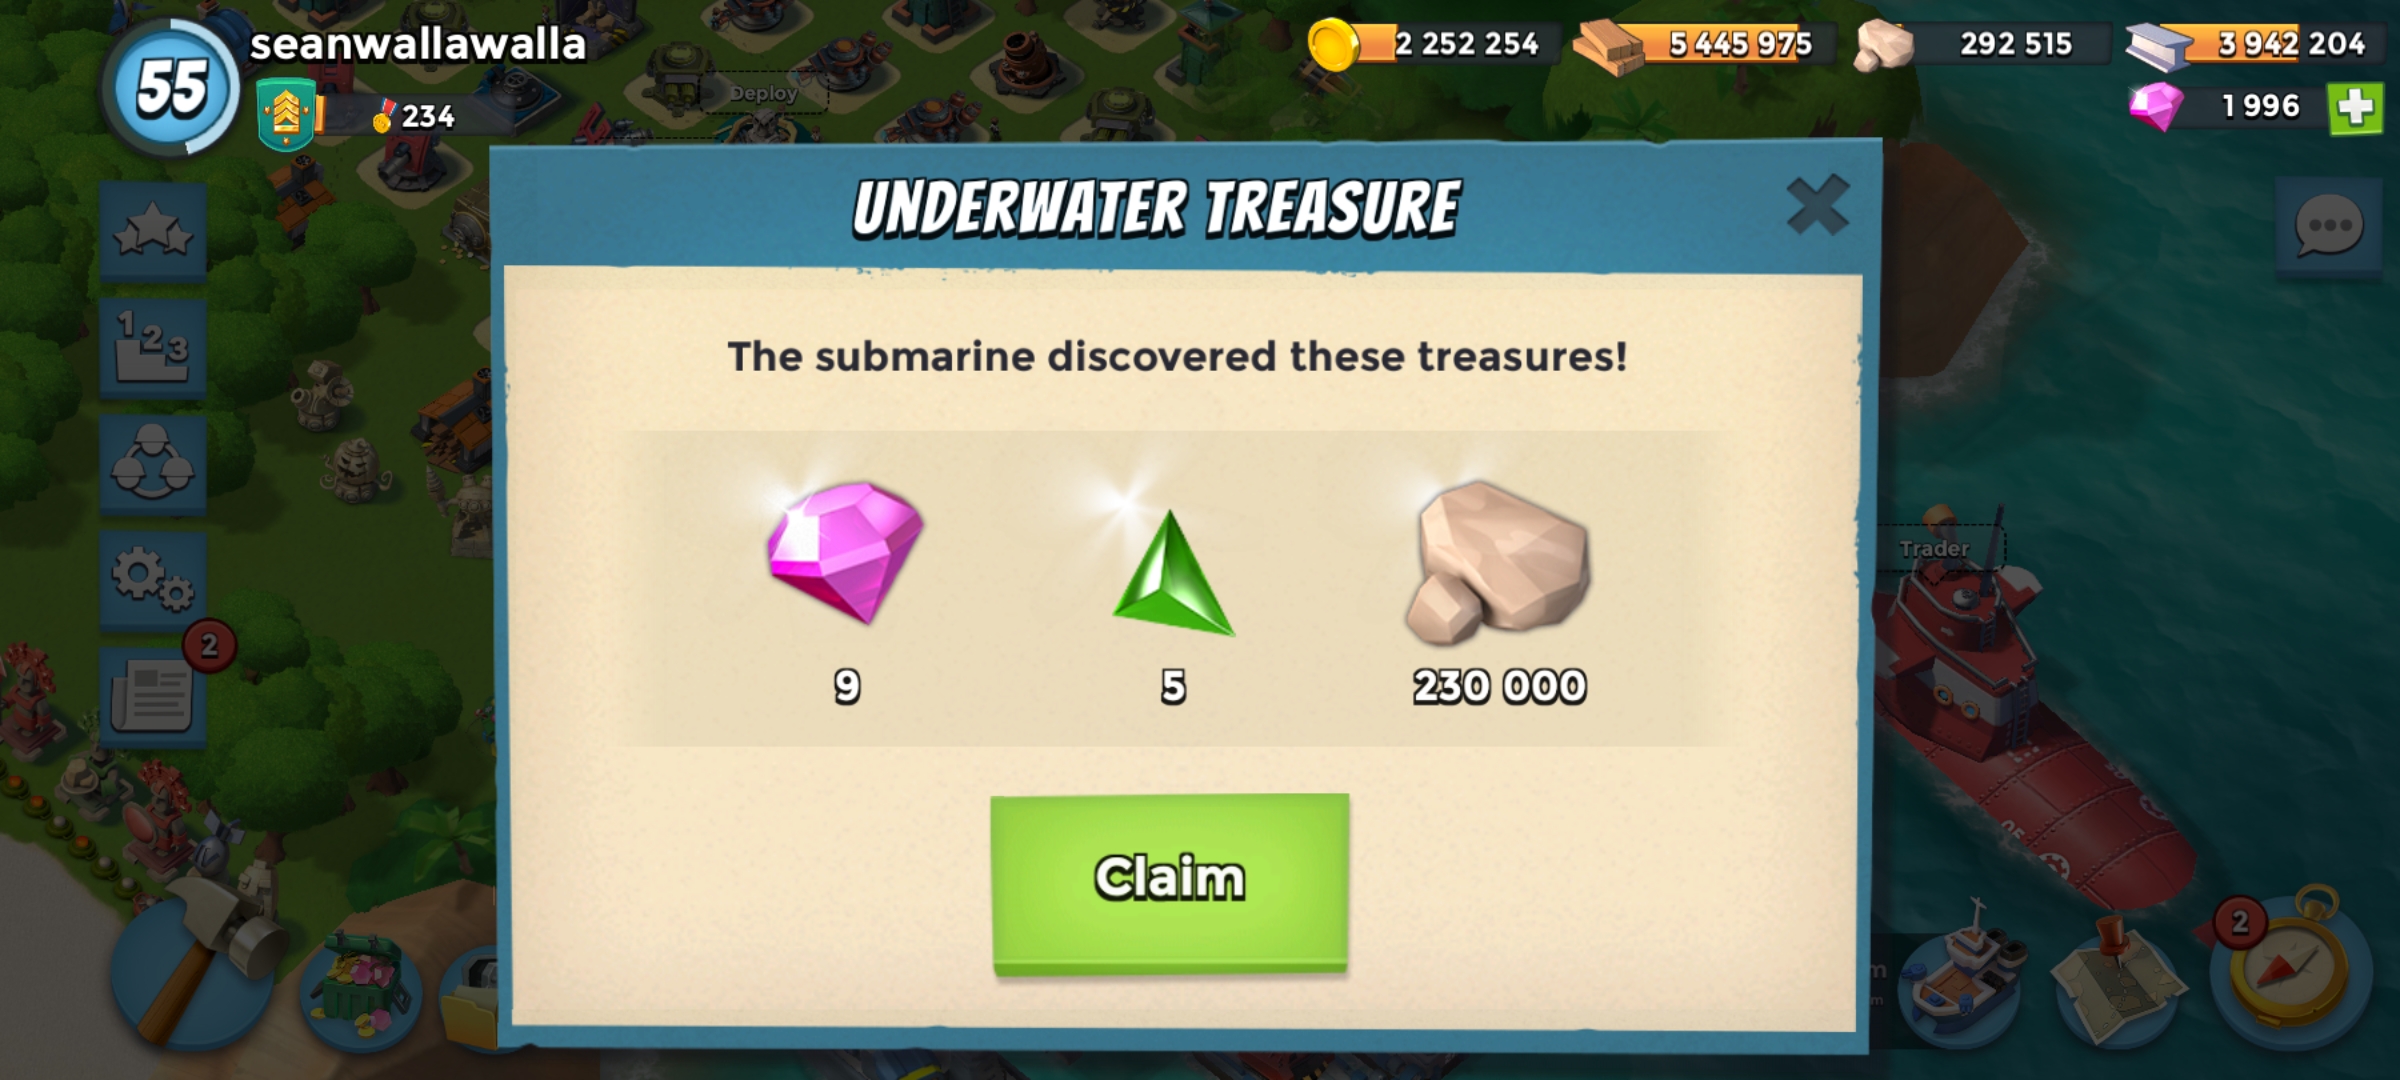 55
seanwallawalla
234
2 252 254
5 445 975
292 515
3 942 204
1 996
Deploy
UNDERWATER TREASURE
The submarine discovered these treasures!
123
Trader
2
9
5
230 000
Claim
2
m
m